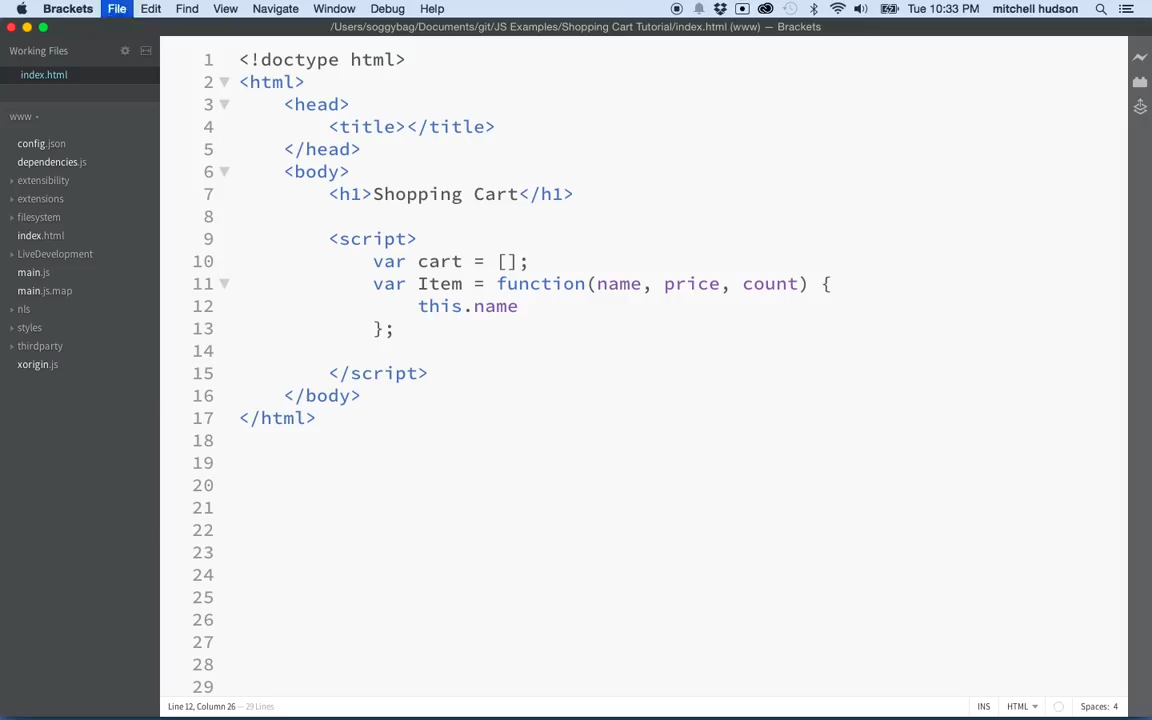 Brackets File Edit Find View Navigate Window Debug Help Tue 10:33 PM mitchell hudson
/Users/soggybag/Documents/git/JS Examples/Shopping Cart Tutorial/index.html (www) — Brackets
Working Files
index.html
www
config.json
dependencies.js
extensibility
extensions
filesystem
index.html
LiveDevelopment
main.js
main.js.map
nls
styles
thirdparty
xorigin.js
1 <!doctype html>
2 <html>
3 <head>
4 <title></title>
5 </head>
6 <body>
7 <h1>Shopping Cart</h1>
8
9 <script>
10 var cart = [];
11 var Item = function(name, price, count) {
12 this.name
13 };
14
15 </script>
16 </body>
17 </html>
18
19
20
21
22
23
24
25
26
27
28
29
Line 12, Column 26 — 29 Lines INS HTML Spaces: 4